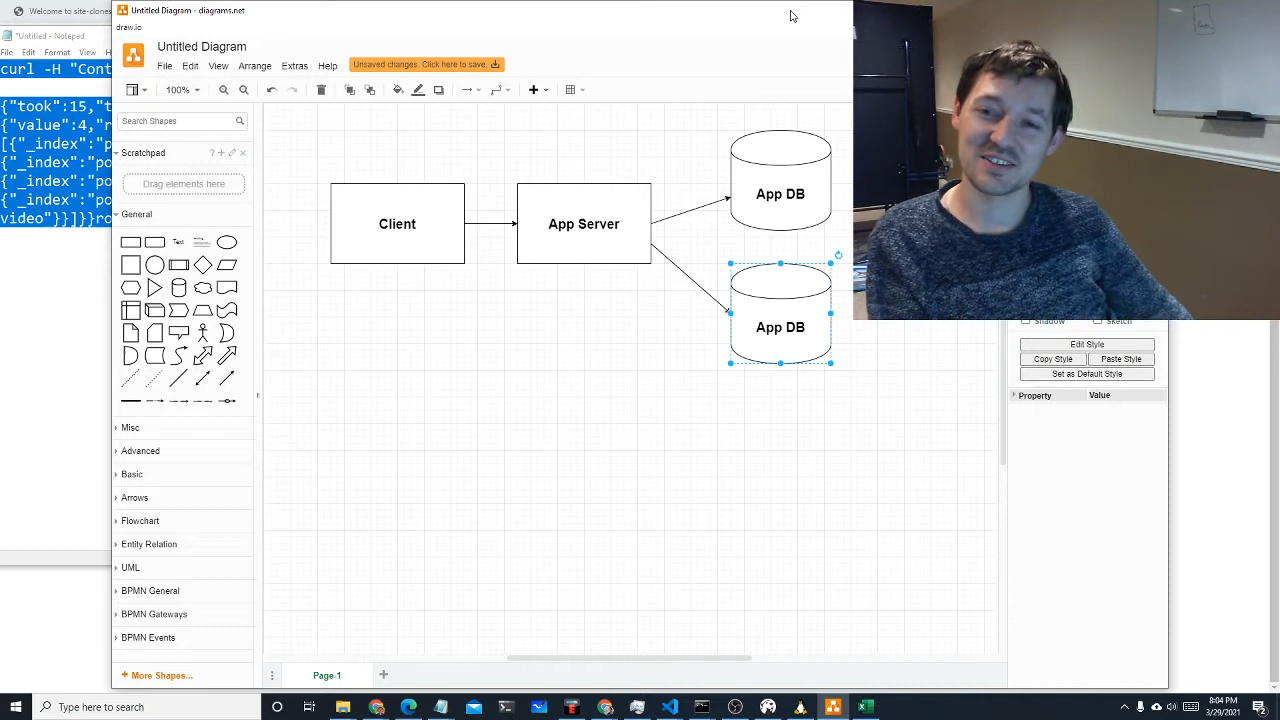 Welcome to site-clones
Untitled Diagram - diagrams.net
draw.io
*Untitled - Notepad
File Edit Format View
Untitled Diagram
File Edit View Arrange Extras Help
Unsaved changes. Click here to save.
100%
curl -H "Cont
{"took":15,"t
{"value":4,"r
[{"_index":"po
{"_index":"po
{"_index":"po
{"_index":"po
video"}}]}}ro
Search Shapes
Scratchpad
Drag elements here
General
Text
Misc
Advanced
Basic
Arrows
Flowchart
Entity Relation
UML
BPMN General
BPMN Gateways
BPMN Events
+ More Shapes...
Client
App Server
App DB
App DB
Shadow Sketch
Edit Style
Copy Style Paste Style
Set as Default Style
Property Value
Page-1
Type here to search
8:04 PM
3/29/2021